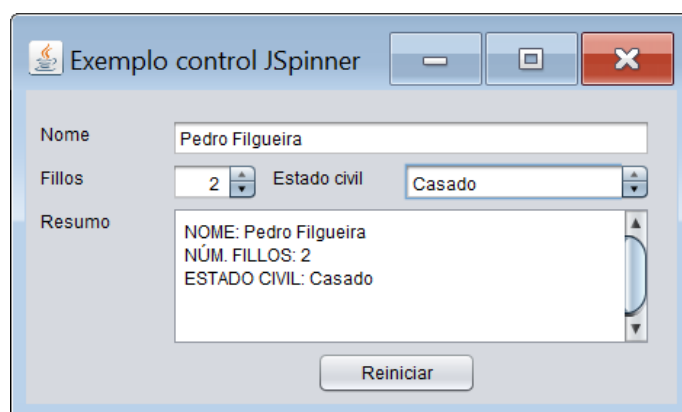 Exemplo control JSpinner
Nome Pedro Filgueira
Fillos 2 Estado civil Casado
Resumo
NOME: Pedro Filgueira
NÚM. FILLOS: 2
ESTADO CIVIL: Casado
Reiniciar